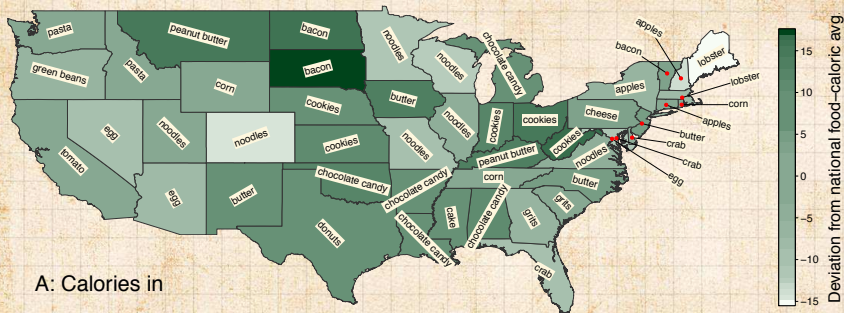 pasta
peanut butter
bacon
noodles
chocolate candy
apples
bacon
lobster
green beans
pasta
corn
bacon
noodles
apples
lobster
corn
apples
butter
crab
crab
egg
cookies
butter
cheese
egg
noodles
noodles
cookies
noodles
noodles
cookies
cookies
cookies
peanut butter
noodles
tomato
egg
butter
chocolate candy
chocolate candy
corn
butter
donuts
chocolate candy
cake
chocolate candy
grits
grits
crab
A: Calories in
15
10
5
0
−5
−10
−15
Deviation from national food−caloric avg.